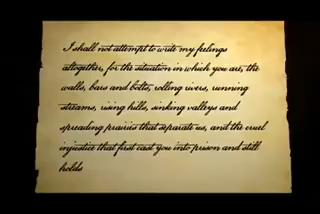 I shall not attempt to write my feelings
altogether, for the situation in which you are, the
walls, bars and bolts, rolling rivers, running
streams, rising hills, sinking valleys and
spreading prairies that separate us, and the cruel
injustice that first cast you into prison and still
holds